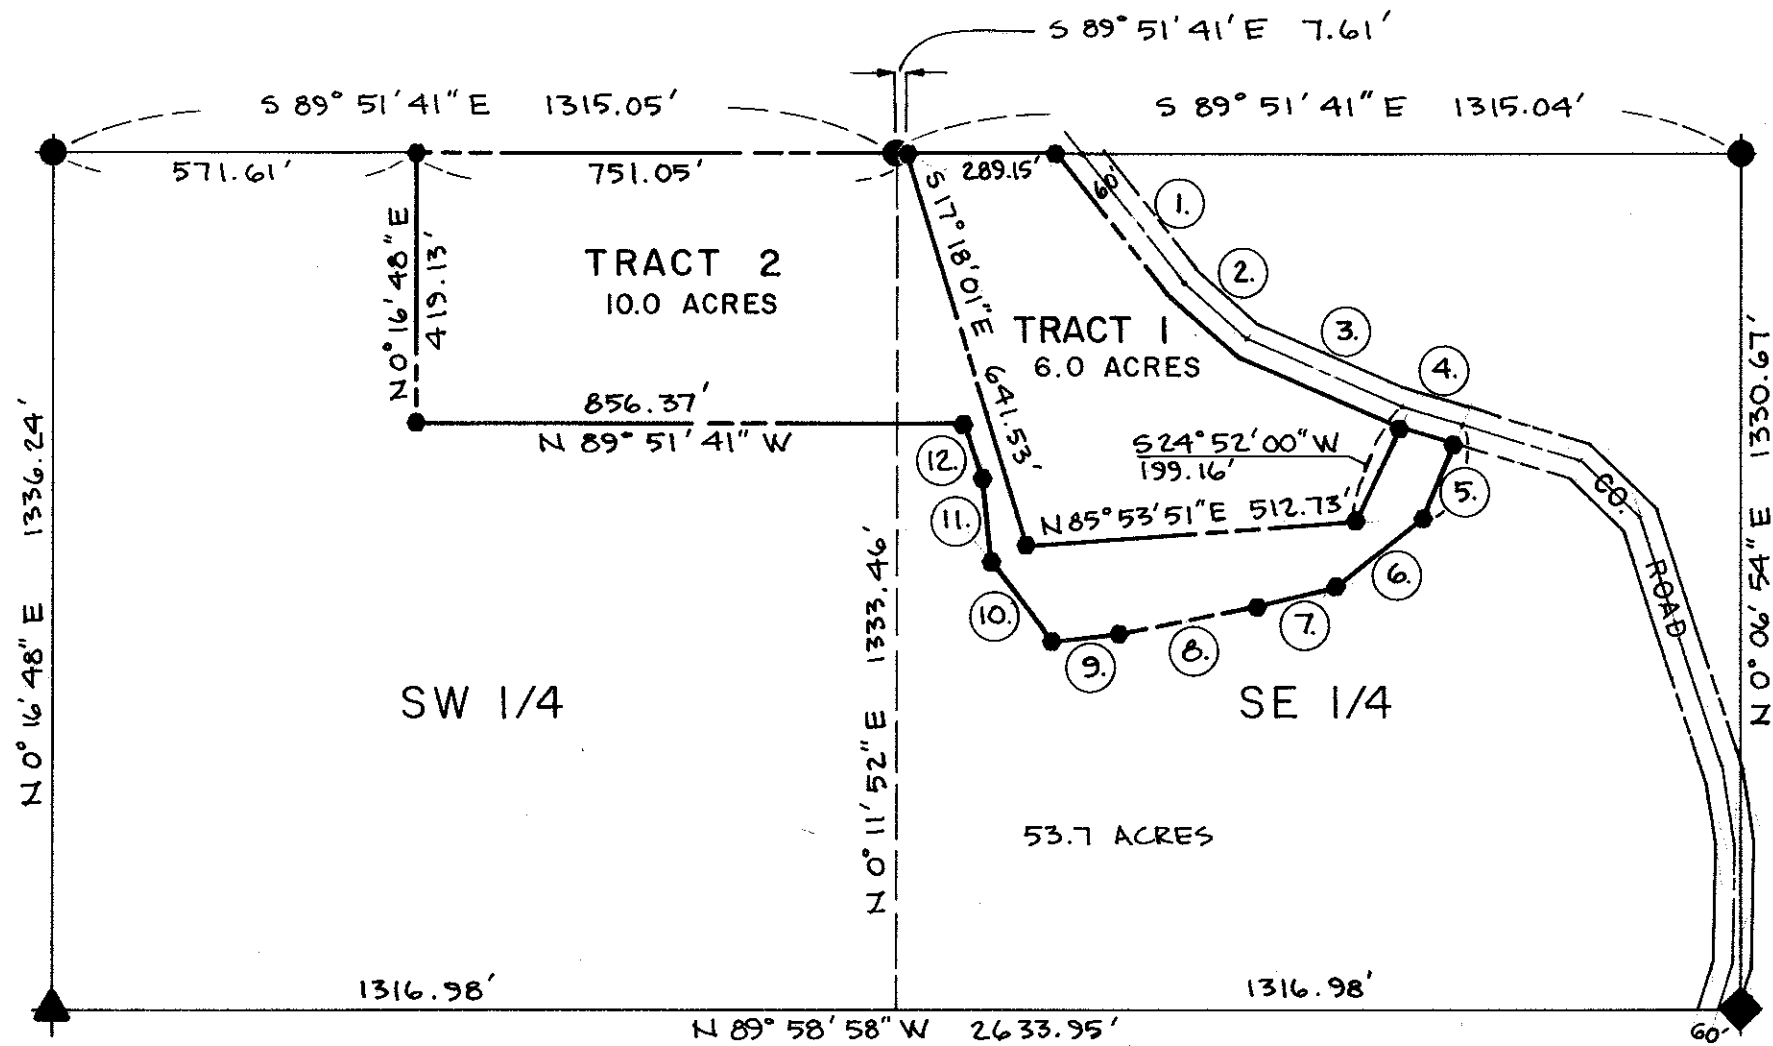 S 89° 51' 41' E 7.61'
S 89° 51' 41" E 1315.05'
S 89° 51' 41" E 1315.04'
571.61'
751.05'
289.15'
60'
1.
2.
3.
4.
N 0° 16' 48" E
419.13'
TRACT 2
10.0 ACRES
S 17° 18' 01" E 641.53'
TRACT 1
6.0 ACRES
856.37'
N 89° 51' 41" W
S 24° 52' 00" W
199.16'
N 85° 53' 51" E 512.73'
5.
6.
7.
8.
9.
10.
11.
12.
CO. ROAD
N 0° 16' 48" E 1336.24'
N 0° 11' 52" E 1333.46'
N 0° 06' 54" E 1330.67'
SW 1/4
SE 1/4
53.7 ACRES
1316.98'
1316.98'
N 89° 58' 58" W 2633.95'
60'